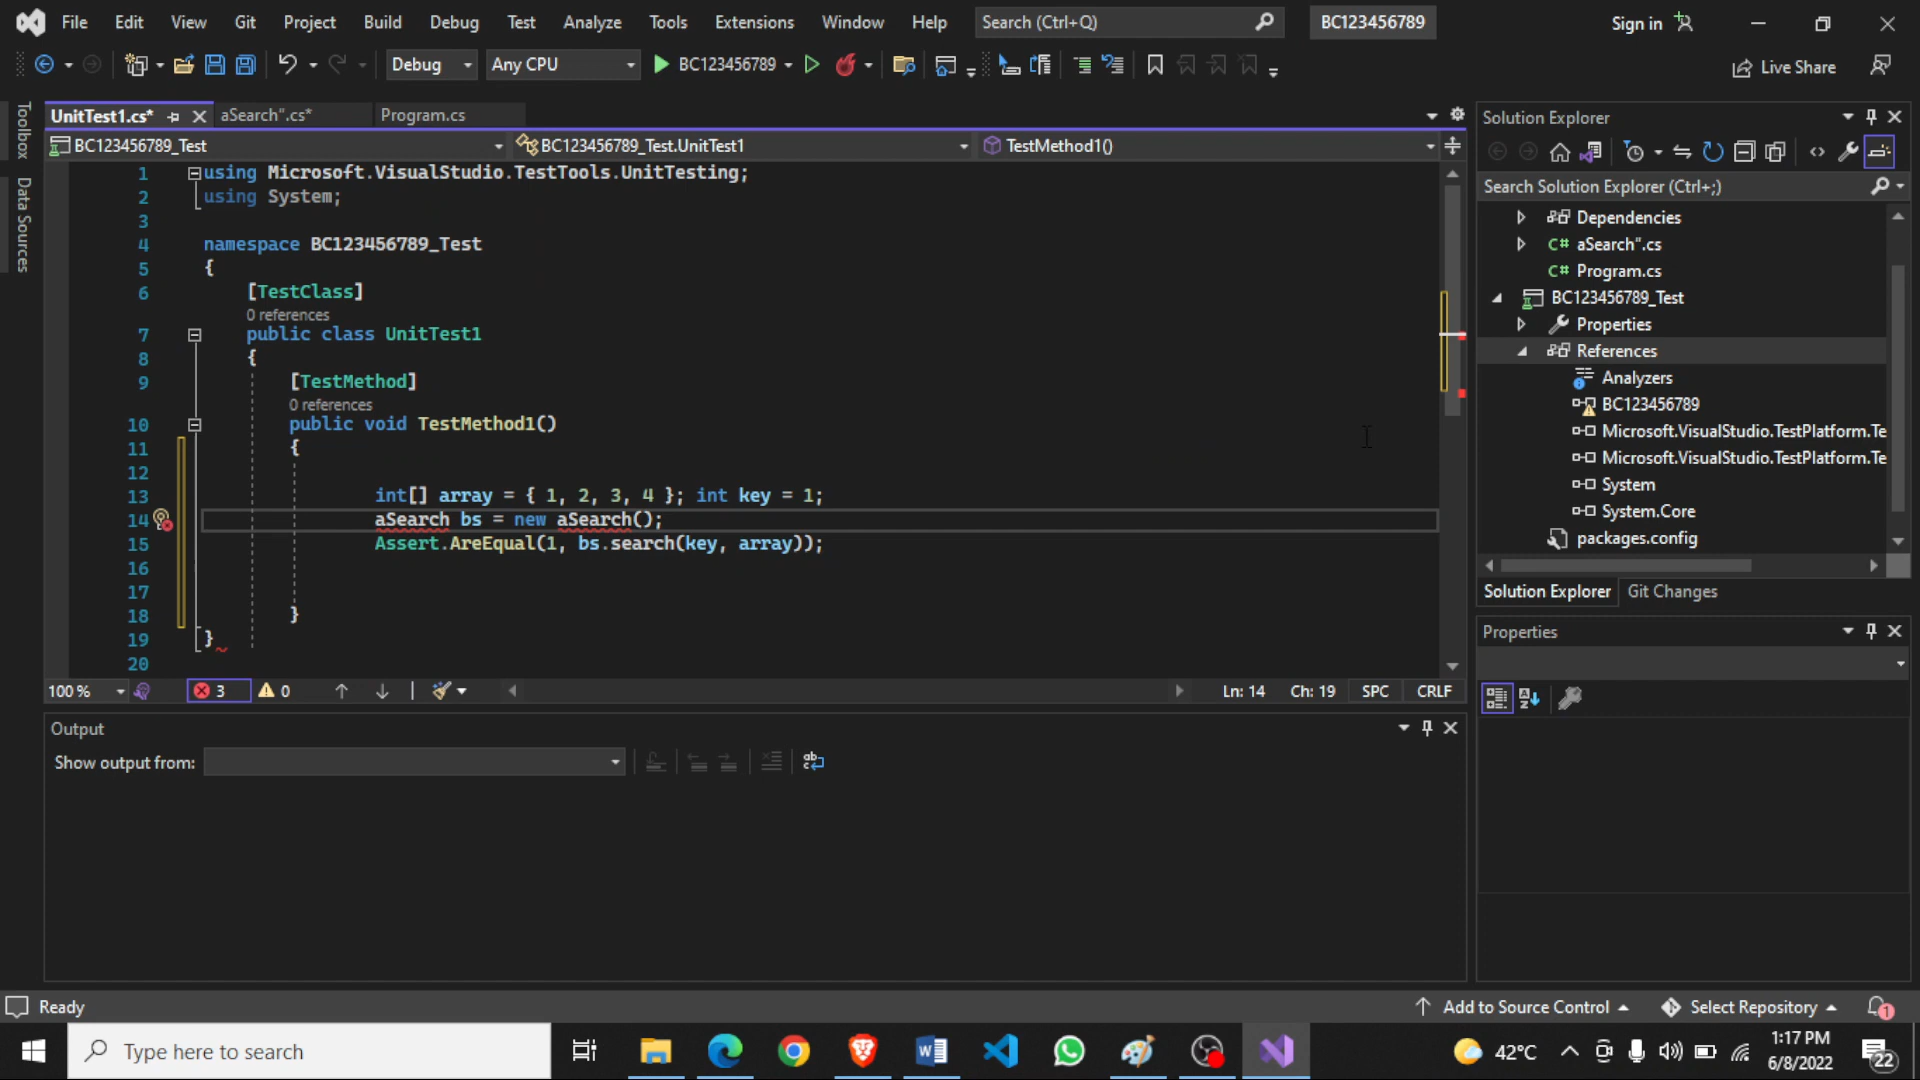 File Edit View Git Project Build Debug Test Analyze Tools Extensions Window Help Search (Ctrl+Q) BC123456789 Sign in
Debug Any CPU BC123456789 Live Share
Toolbox
Data Sources
UnitTest1.cs* aSearch".cs* Program.cs
BC123456789_Test BC123456789_Test.UnitTest1 TestMethod1()
1 using Microsoft.VisualStudio.TestTools.UnitTesting;
2 using System;
3
4 namespace BC123456789_Test
5 {
6 [TestClass]
0 references
7 public class UnitTest1
8 {
9 [TestMethod]
0 references
10 public void TestMethod1()
11 {
12
13 int[] array = { 1, 2, 3, 4 }; int key = 1;
14 aSearch bs = new aSearch();
15 Assert.AreEqual(1, bs.search(key, array));
16
17
18 }
19 }
20
100 % 3 0 Ln: 14 Ch: 19 SPC CRLF
Output
Show output from:
Solution Explorer
Search Solution Explorer (Ctrl+;)
Dependencies
C# aSearch".cs
C# Program.cs
BC123456789_Test
Properties
References
Analyzers
BC123456789
Microsoft.VisualStudio.TestPlatform.Te
Microsoft.VisualStudio.TestPlatform.Te
System
System.Core
packages.config
Solution Explorer Git Changes
Properties
Ready Add to Source Control Select Repository 1
Type here to search 42°C 1:17 PM
6/8/2022 22